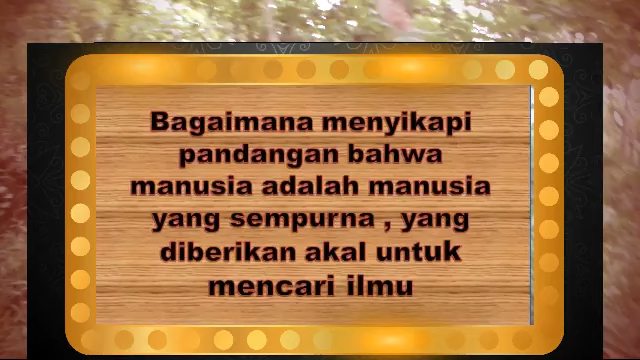 Bagaimana menyikapi
pandangan bahwa
manusia adalah manusia
yang sempurna , yang
diberikan akal untuk
mencari ilmu